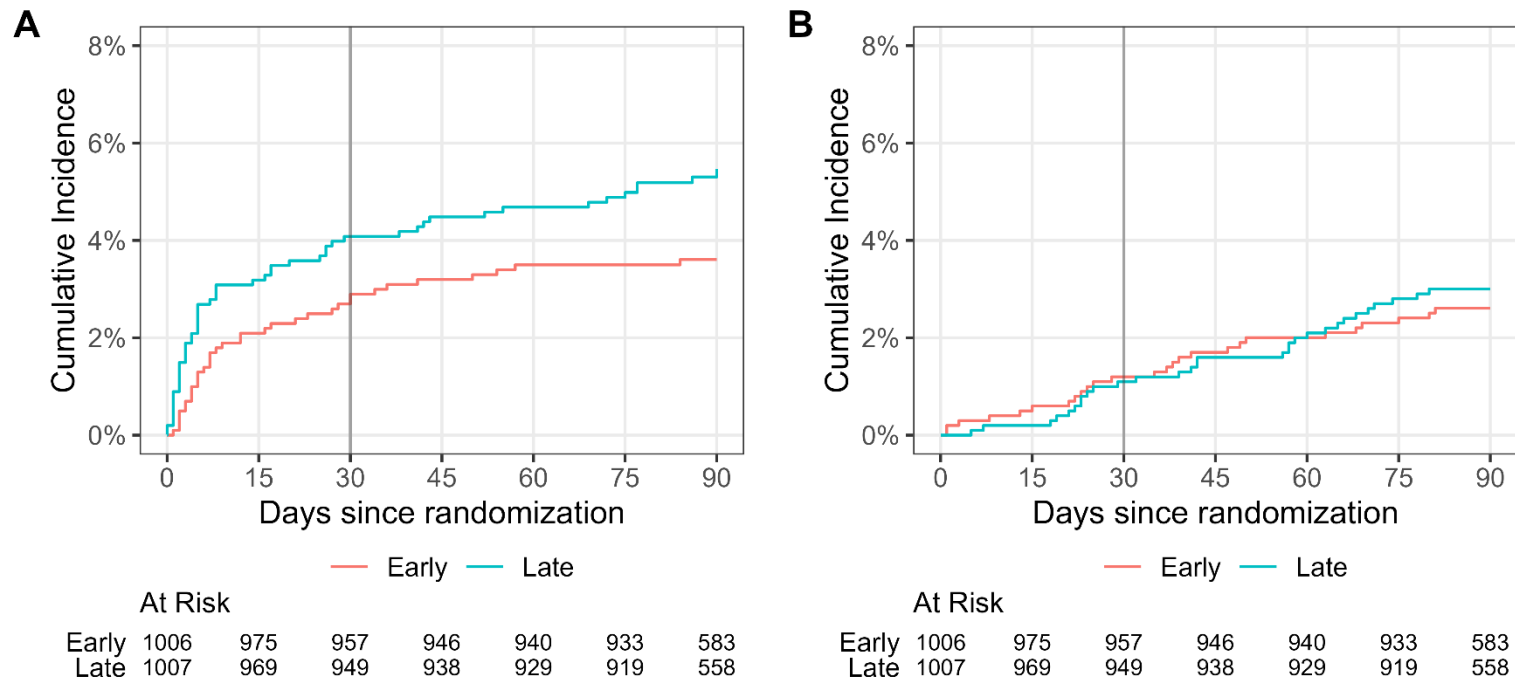 A
Cumulative Incidence
8%
6%
4%
2%
0%
0 15 30 45 60 75 90
Days since randomization
Early Late
At Risk
Early 1006 975 957 946 940 933 583
Late 1007 969 949 938 929 919 558
B
Cumulative Incidence
8%
6%
4%
2%
0%
0 15 30 45 60 75 90
Days since randomization
Early Late
At Risk
Early 1006 975 957 946 940 933 583
Late 1007 969 949 938 929 919 558